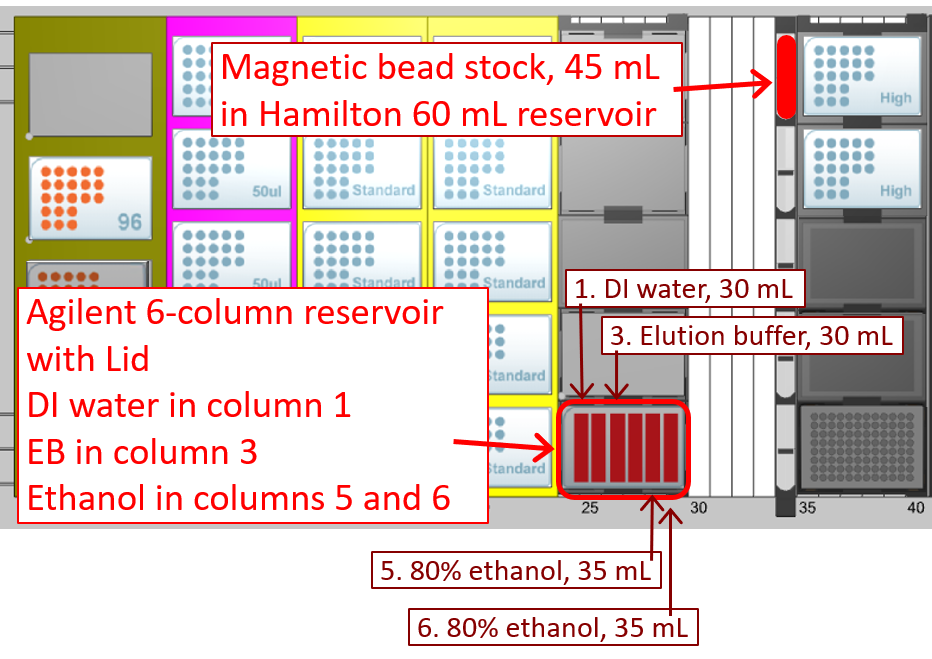 Magnetic bead stock, 45 mL
in Hamilton 60 mL reservoir
High
50ul
Standard
Standard
High
96
50ul
Standard
Standard
1. DI water, 30 mL
3. Elution buffer, 30 mL
Agilent 6-column reservoir
with Lid
DI water in column 1
EB in column 3
Ethanol in columns 5 and 6
Standard
Standard
25
30
35
40
5. 80% ethanol, 35 mL
6. 80% ethanol, 35 mL